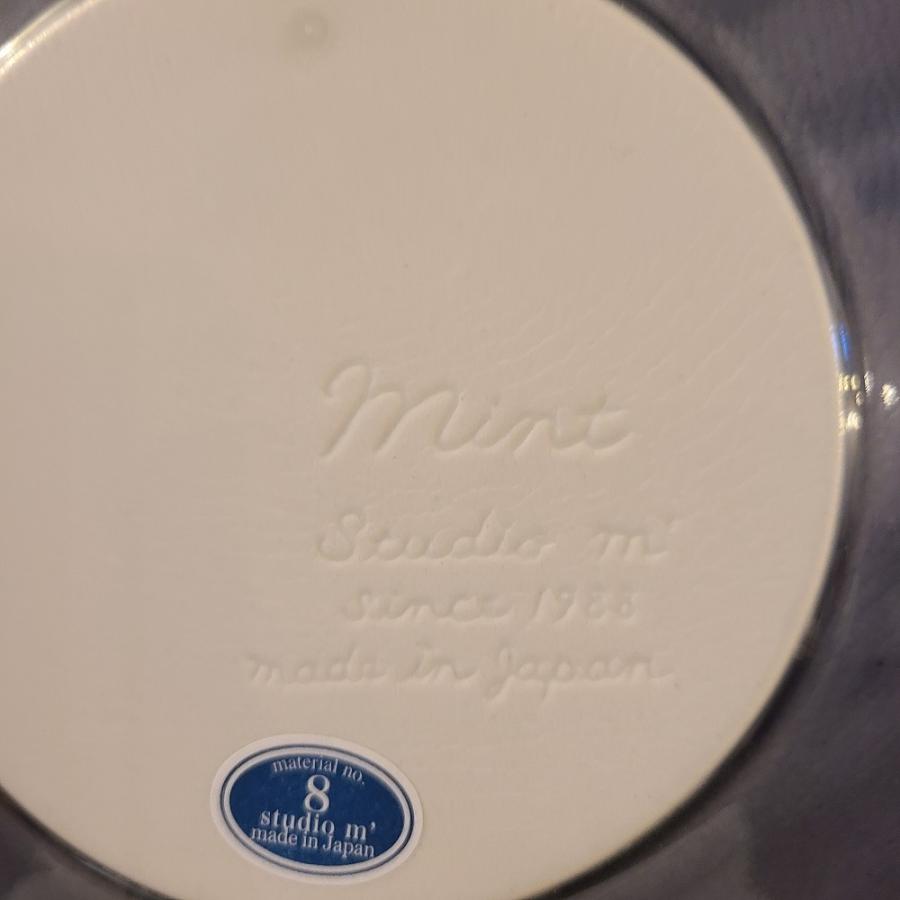 Mint
Studio m'
since 1988
made in Japan
material no.
8
studio m'
made in Japan